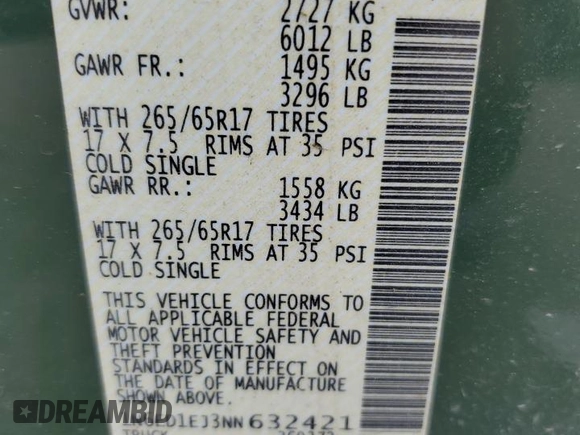 GVWR: 2727 KG
6012 LB
GAWR FR.: 1495 KG
3296 LB
WITH 265/65R17 TIRES
17 X 7.5 RIMS AT 35 PSI
COLD SINGLE
GAWR RR.: 1558 KG
3434 LB
WITH 265/65R17 TIRES
17 X 7.5 RIMS AT 35 PSI
COLD SINGLE
THIS VEHICLE CONFORMS TO
ALL APPLICABLE FEDERAL
MOTOR VEHICLE SAFETY AND
THEFT PREVENTION
STANDARDS IN EFFECT ON
THE DATE OF MANUFACTURE
SHOWN ABOVE.
632421
TRUCK
DREAMBID